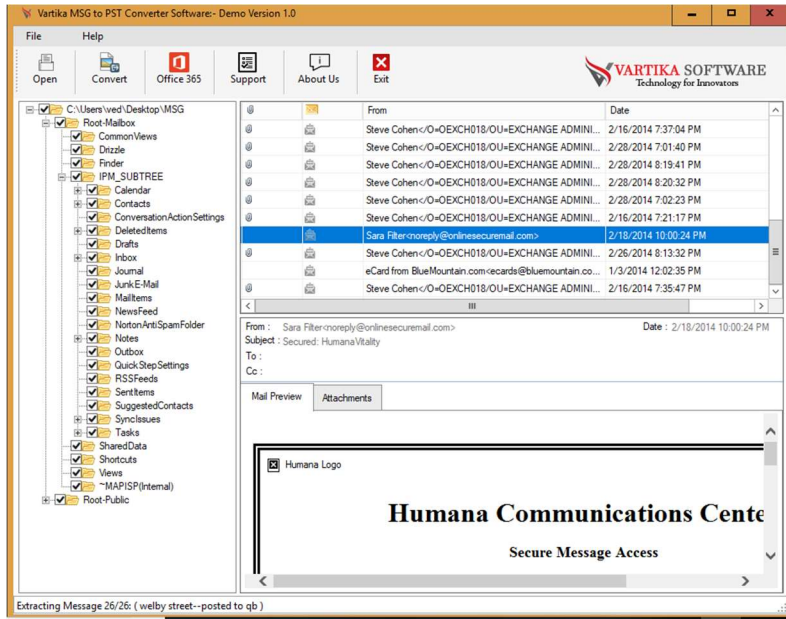 Vartika MSG to PST Converter Software:- Demo Version 1.0
File Help
Open Convert Office 365 Support About Us Exit
VARTIKA SOFTWARE
Technology for Innovators
C:\Users\ved\Desktop\MSG
Root-Mailbox
CommonViews
Drizzle
Finder
IPM_SUBTREE
Calendar
Contacts
ConversationActionSettings
DeletedItems
Drafts
Inbox
Journal
JunkE-Mail
MailItems
NewsFeed
NortonAntiSpamFolder
Notes
Outbox
QuickStepSettings
RSSFeeds
SentItems
SuggestedContacts
SyncIssues
Tasks
SharedData
Shortcuts
Views
~MAPISP(Internal)
Root-Public
From Date
Steve Cohen</O=OEXCH018/OU=EXCHANGE ADMINI... 2/16/2014 7:37:04 PM
Steve Cohen</O=OEXCH018/OU=EXCHANGE ADMINI... 2/28/2014 7:01:40 PM
Steve Cohen</O=OEXCH018/OU=EXCHANGE ADMINI... 2/28/2014 8:19:41 PM
Steve Cohen</O=OEXCH018/OU=EXCHANGE ADMINI... 2/28/2014 8:20:32 PM
Steve Cohen</O=OEXCH018/OU=EXCHANGE ADMINI... 2/28/2014 7:02:23 PM
Steve Cohen</O=OEXCH018/OU=EXCHANGE ADMINI... 2/16/2014 7:21:17 PM
Sara Filter<noreply@onlinesecuremail.com> 2/18/2014 10:00:24 PM
Steve Cohen</O=OEXCH018/OU=EXCHANGE ADMINI... 2/26/2014 8:13:32 PM
eCard from BlueMountain.com<ecards@bluemountain.co... 1/3/2014 12:02:35 PM
Steve Cohen</O=OEXCH018/OU=EXCHANGE ADMINI... 2/16/2014 7:35:47 PM
From : Sara Filter<noreply@onlinesecuremail.com> Date : 2/18/2014 10:00:24 PM
Subject : Secured: HumanaVitality
To :
Cc :
Mail Preview Attachments
Humana Logo
Humana Communications Cente
Secure Message Access
Extracting Message 26/26: ( welby street--posted to qb )